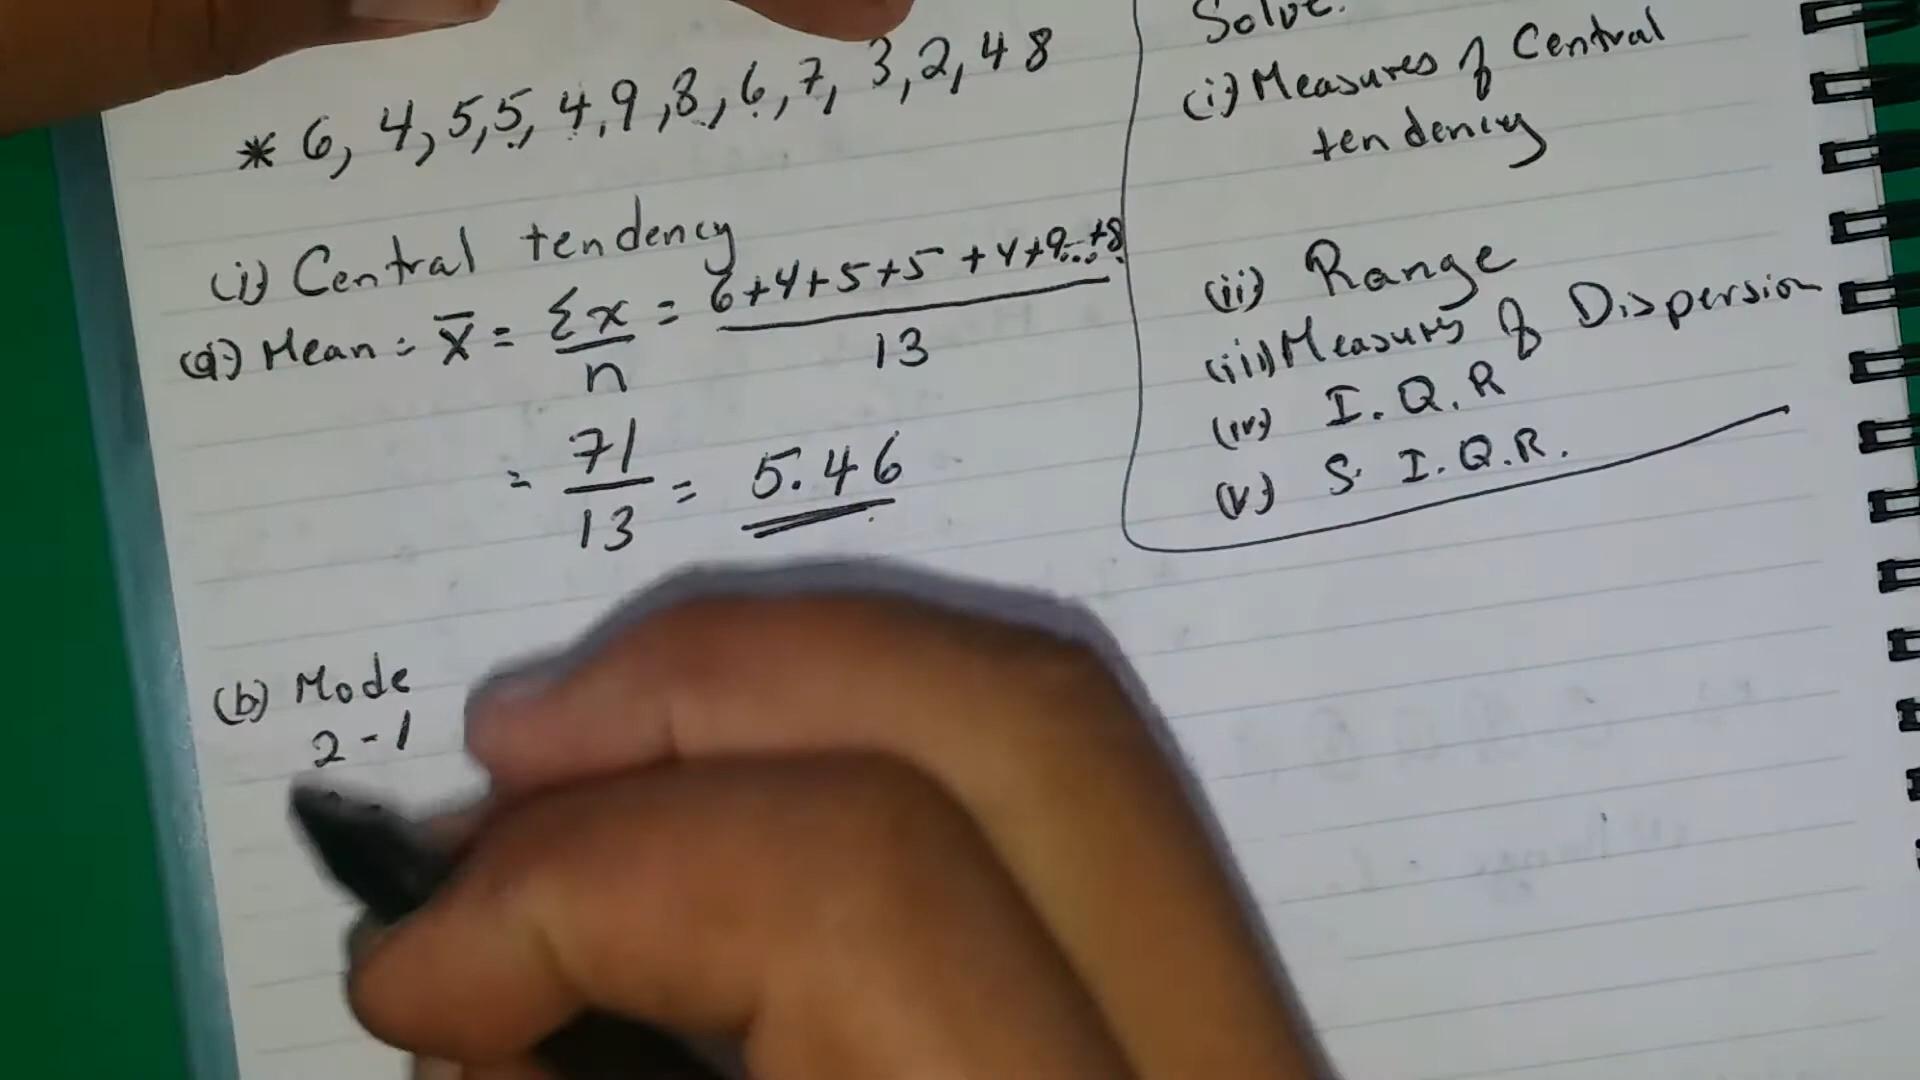 * 6, 4, 5, 5, 4, 9, 8, 6, 7, 3, 2, 4 8
(i) Central tendency
(a) Mean = x̄ = Σx/n = 6+4+5+5+4+9...+8/13
= 71/13 = 5.46
(b) Mode
2 - 1
Solve.
(i) Measures of Central
tendency
(ii) Range
(iii) Measures of Dispersion
(iv) I.Q.R
(v) S I.Q.R.